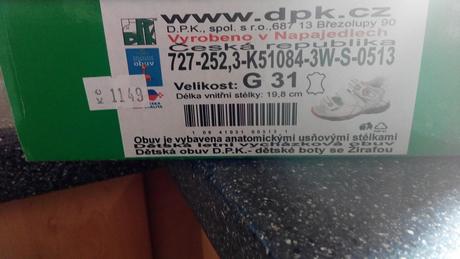 www.dpk.cz
DPK
D.P.K., spol. s r.o.,687 13 Březolupy 90
Vyrobeno v Napajedlech
Česká republika
727-252,3-K51084-3W-S-0513
obuv
Velikost: G 31
Délka vnitřní stélky: 19,8 cm
1149
Obuv je vybavena anatomickými usňovými stélkami
Dětská letní vycházková obuv
Dětská obuv D.P.K.- dětské boty se Žirafou